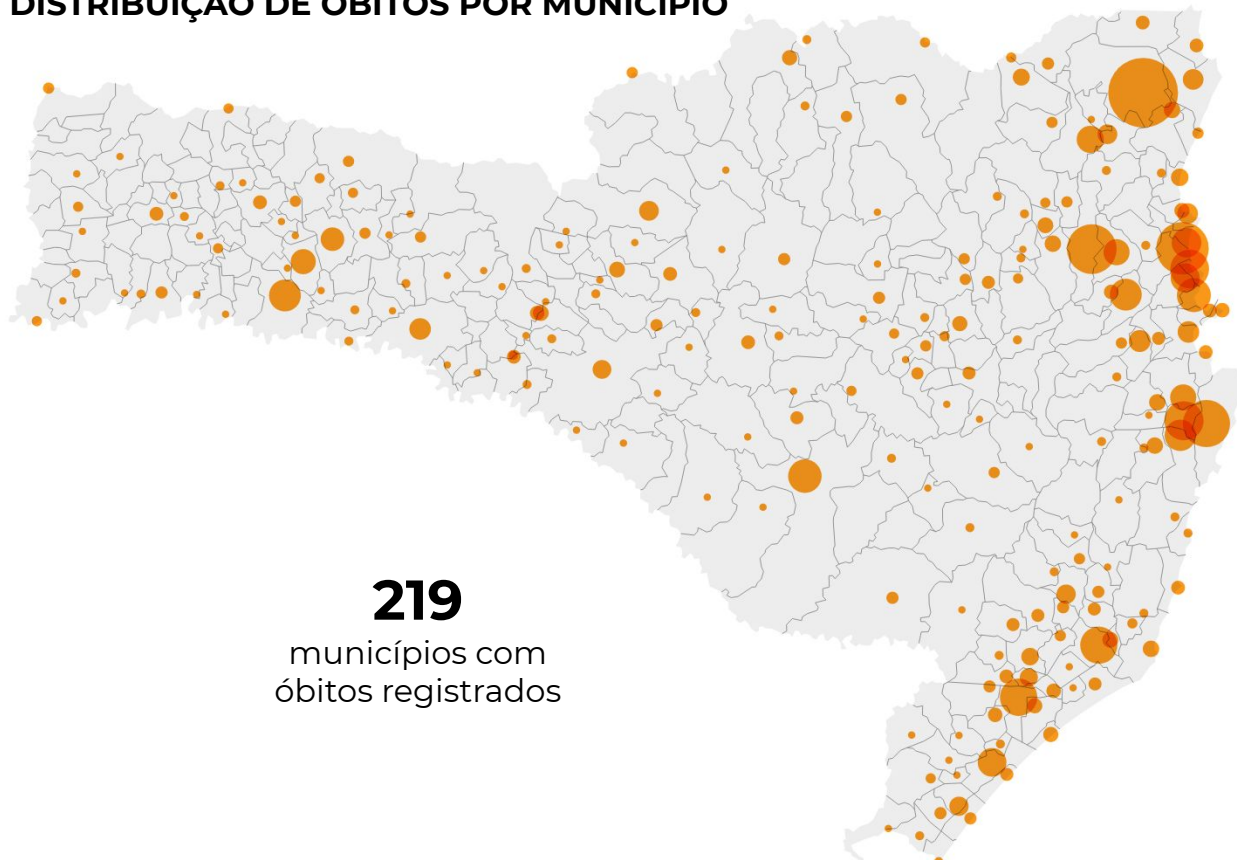 DISTRIBUIÇÃO DE ÓBITOS POR MUNICÍPIO
219
municípios com
óbitos registrados